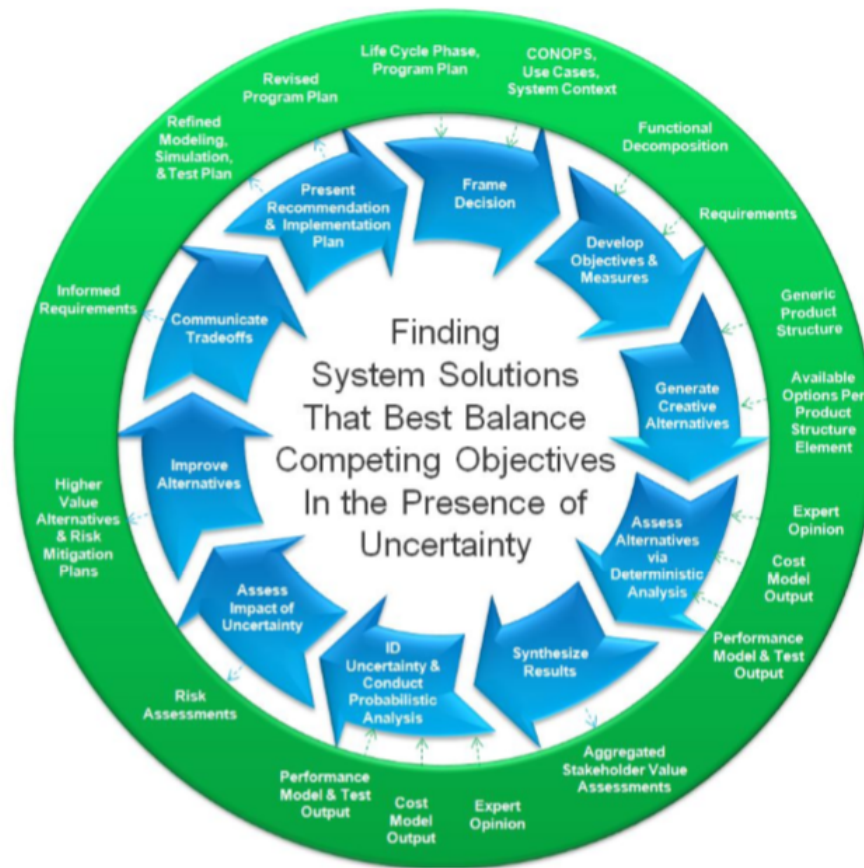 Life Cycle Phase,
Program Plan
CONOPS,
Use Cases,
System Context
Functional
Decomposition
Requirements
Generic
Product
Structure
Available
Options Per
Product
Structure
Element
Expert
Opinion
Cost
Model
Output
Performance
Model & Test
Output
Aggregated
Stakeholder Value
Assessments
Expert
Opinion
Cost
Model
Output
Performance
Model & Test
Output
Risk
Assessments
Higher
Value
Alternatives
& Risk
Mitigation
Plans
Informed
Requirements
Refined
Modeling,
Simulation,
& Test Plan
Revised
Program Plan
Frame
Decision
Develop
Objectives &
Measures
Generate
Creative
Alternatives
Assess
Alternatives via
Deterministic
Analysis
Synthesize
Results
ID
Uncertainty &
Conduct
Probabilistic
Analysis
Assess
Impact of
Uncertainty
Improve
Alternatives
Communicate
Tradeoffs
Present
Recommendation
& Implementation
Plan
Finding
System Solutions
That Best Balance
Competing Objectives
In the Presence of
Uncertainty